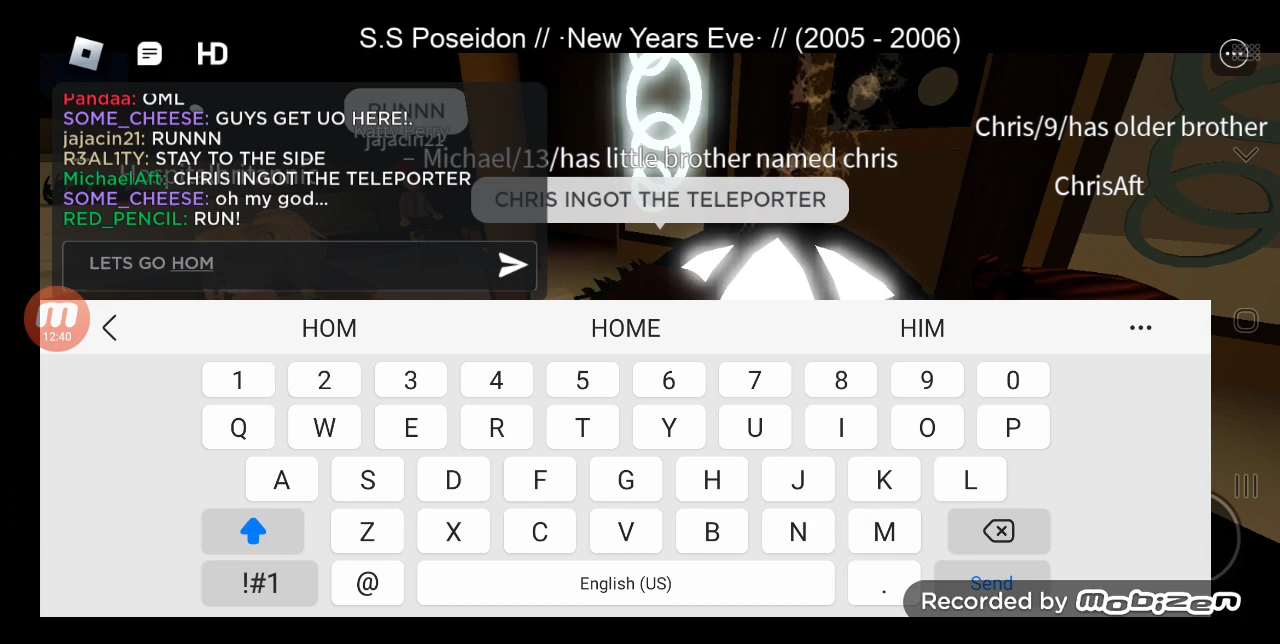 S.S Poseidon // ·New Years Eve· // (2005 - 2006)
HD
Pandaa: OML
SOME_CHEESE: GUYS GET UO HERE!.
jajacin21: RUNNN
R3AL1TY: STAY TO THE SIDE
MichaelAft: CHRIS INGOT THE TELEPORTER
SOME_CHEESE: oh my god...
RED_PENCIL: RUN!
LETS GO HOM
RUNNN
jajacin21
- Michael/13/has little brother named chris
CHRIS INGOT THE TELEPORTER
Chris/9/has older brother
ChrisAft
12:40
HOM HOME HIM
1 2 3 4 5 6 7 8 9 0
Q W E R T Y U I O P
A S D F G H J K L
Z X C V B N M
!#1 @ English (US) . Send
Recorded by mobizen